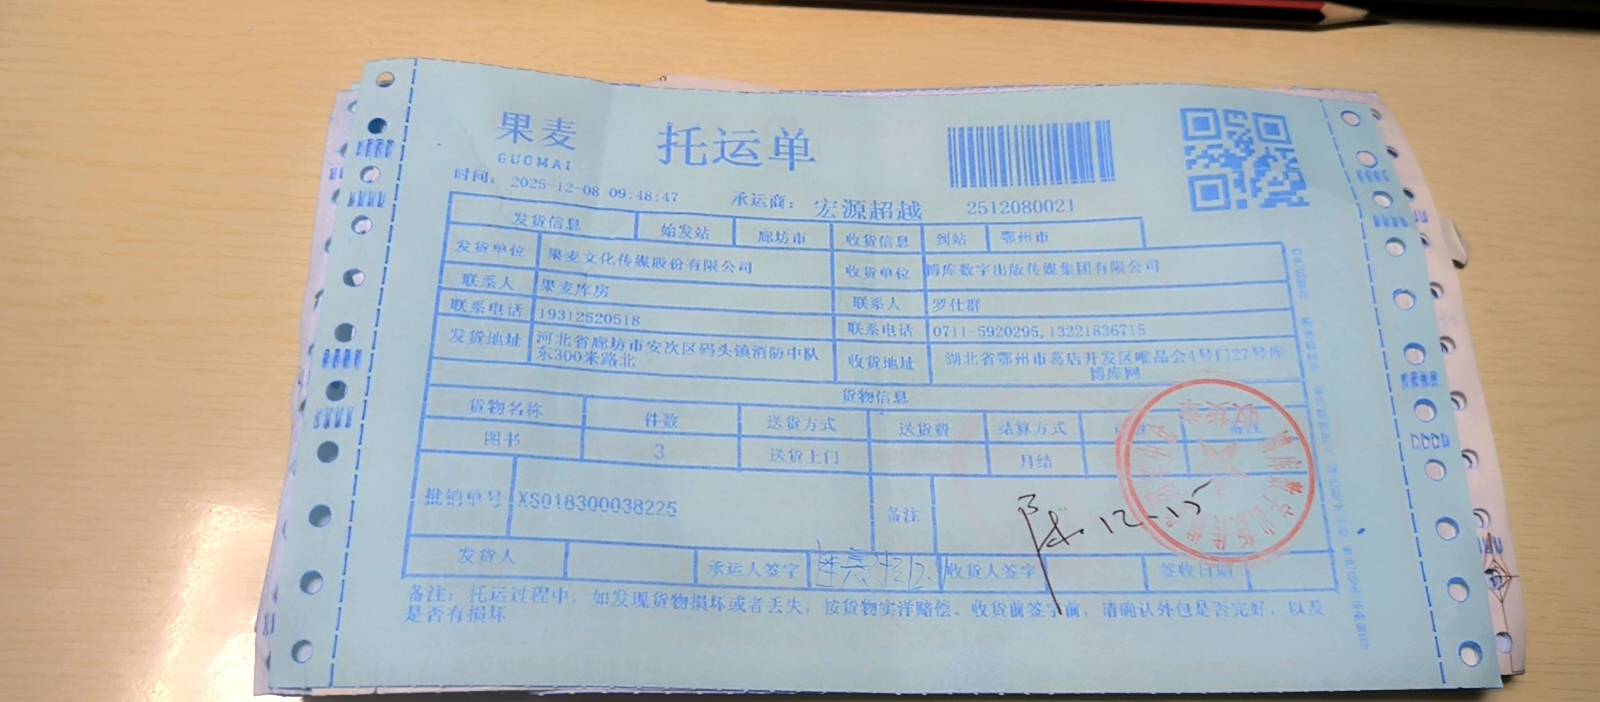 果麦
GUOMAI
托运单
时间: 2025-12-08 09:48:47
承运商: 宏源超越
2512080021
发货信息 始发站 廊坊市 收货信息 到站 鄂州市
发货单位 果麦文化传媒股份有限公司 收货单位 博库数字出版传媒集团有限公司
联系人 果麦库房 联系人 罗仕群
联系电话 19312520518 联系电话 0711-5920295,13221836715
发货地址 河北省廊坊市安次区码头镇消防中队 收货地址 湖北省鄂州市葛店开发区唯品会4号门27号库
东300米路北 博库网
货物信息
货物名称 件数 送货方式 送货费 结算方式 备注
图书 3 送货上门 月结
批销单号 XS018300038225 备注
12.15
发货人 承运人签字 收货人签字 签收日期
备注: 托运过程中, 如发现货物损坏或者丢失, 按货物实洋赔偿。收货前签字前, 请确认外包是否完好, 以及
是否有损坏
收货章